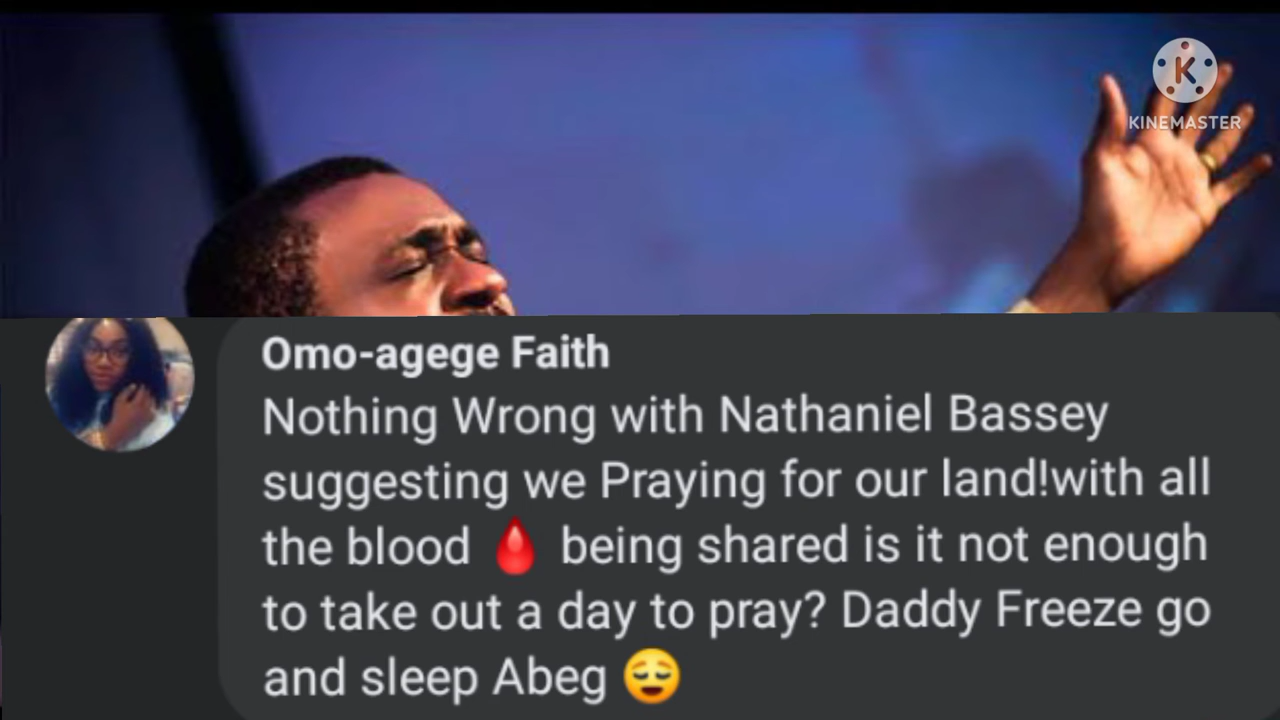 K
KINEMASTER
Omo-agege Faith
Nothing Wrong with Nathaniel Bassey
suggesting we Praying for our land!with all
the blood 🩸 being shared is it not enough
to take out a day to pray? Daddy Freeze go
and sleep Abeg 😌